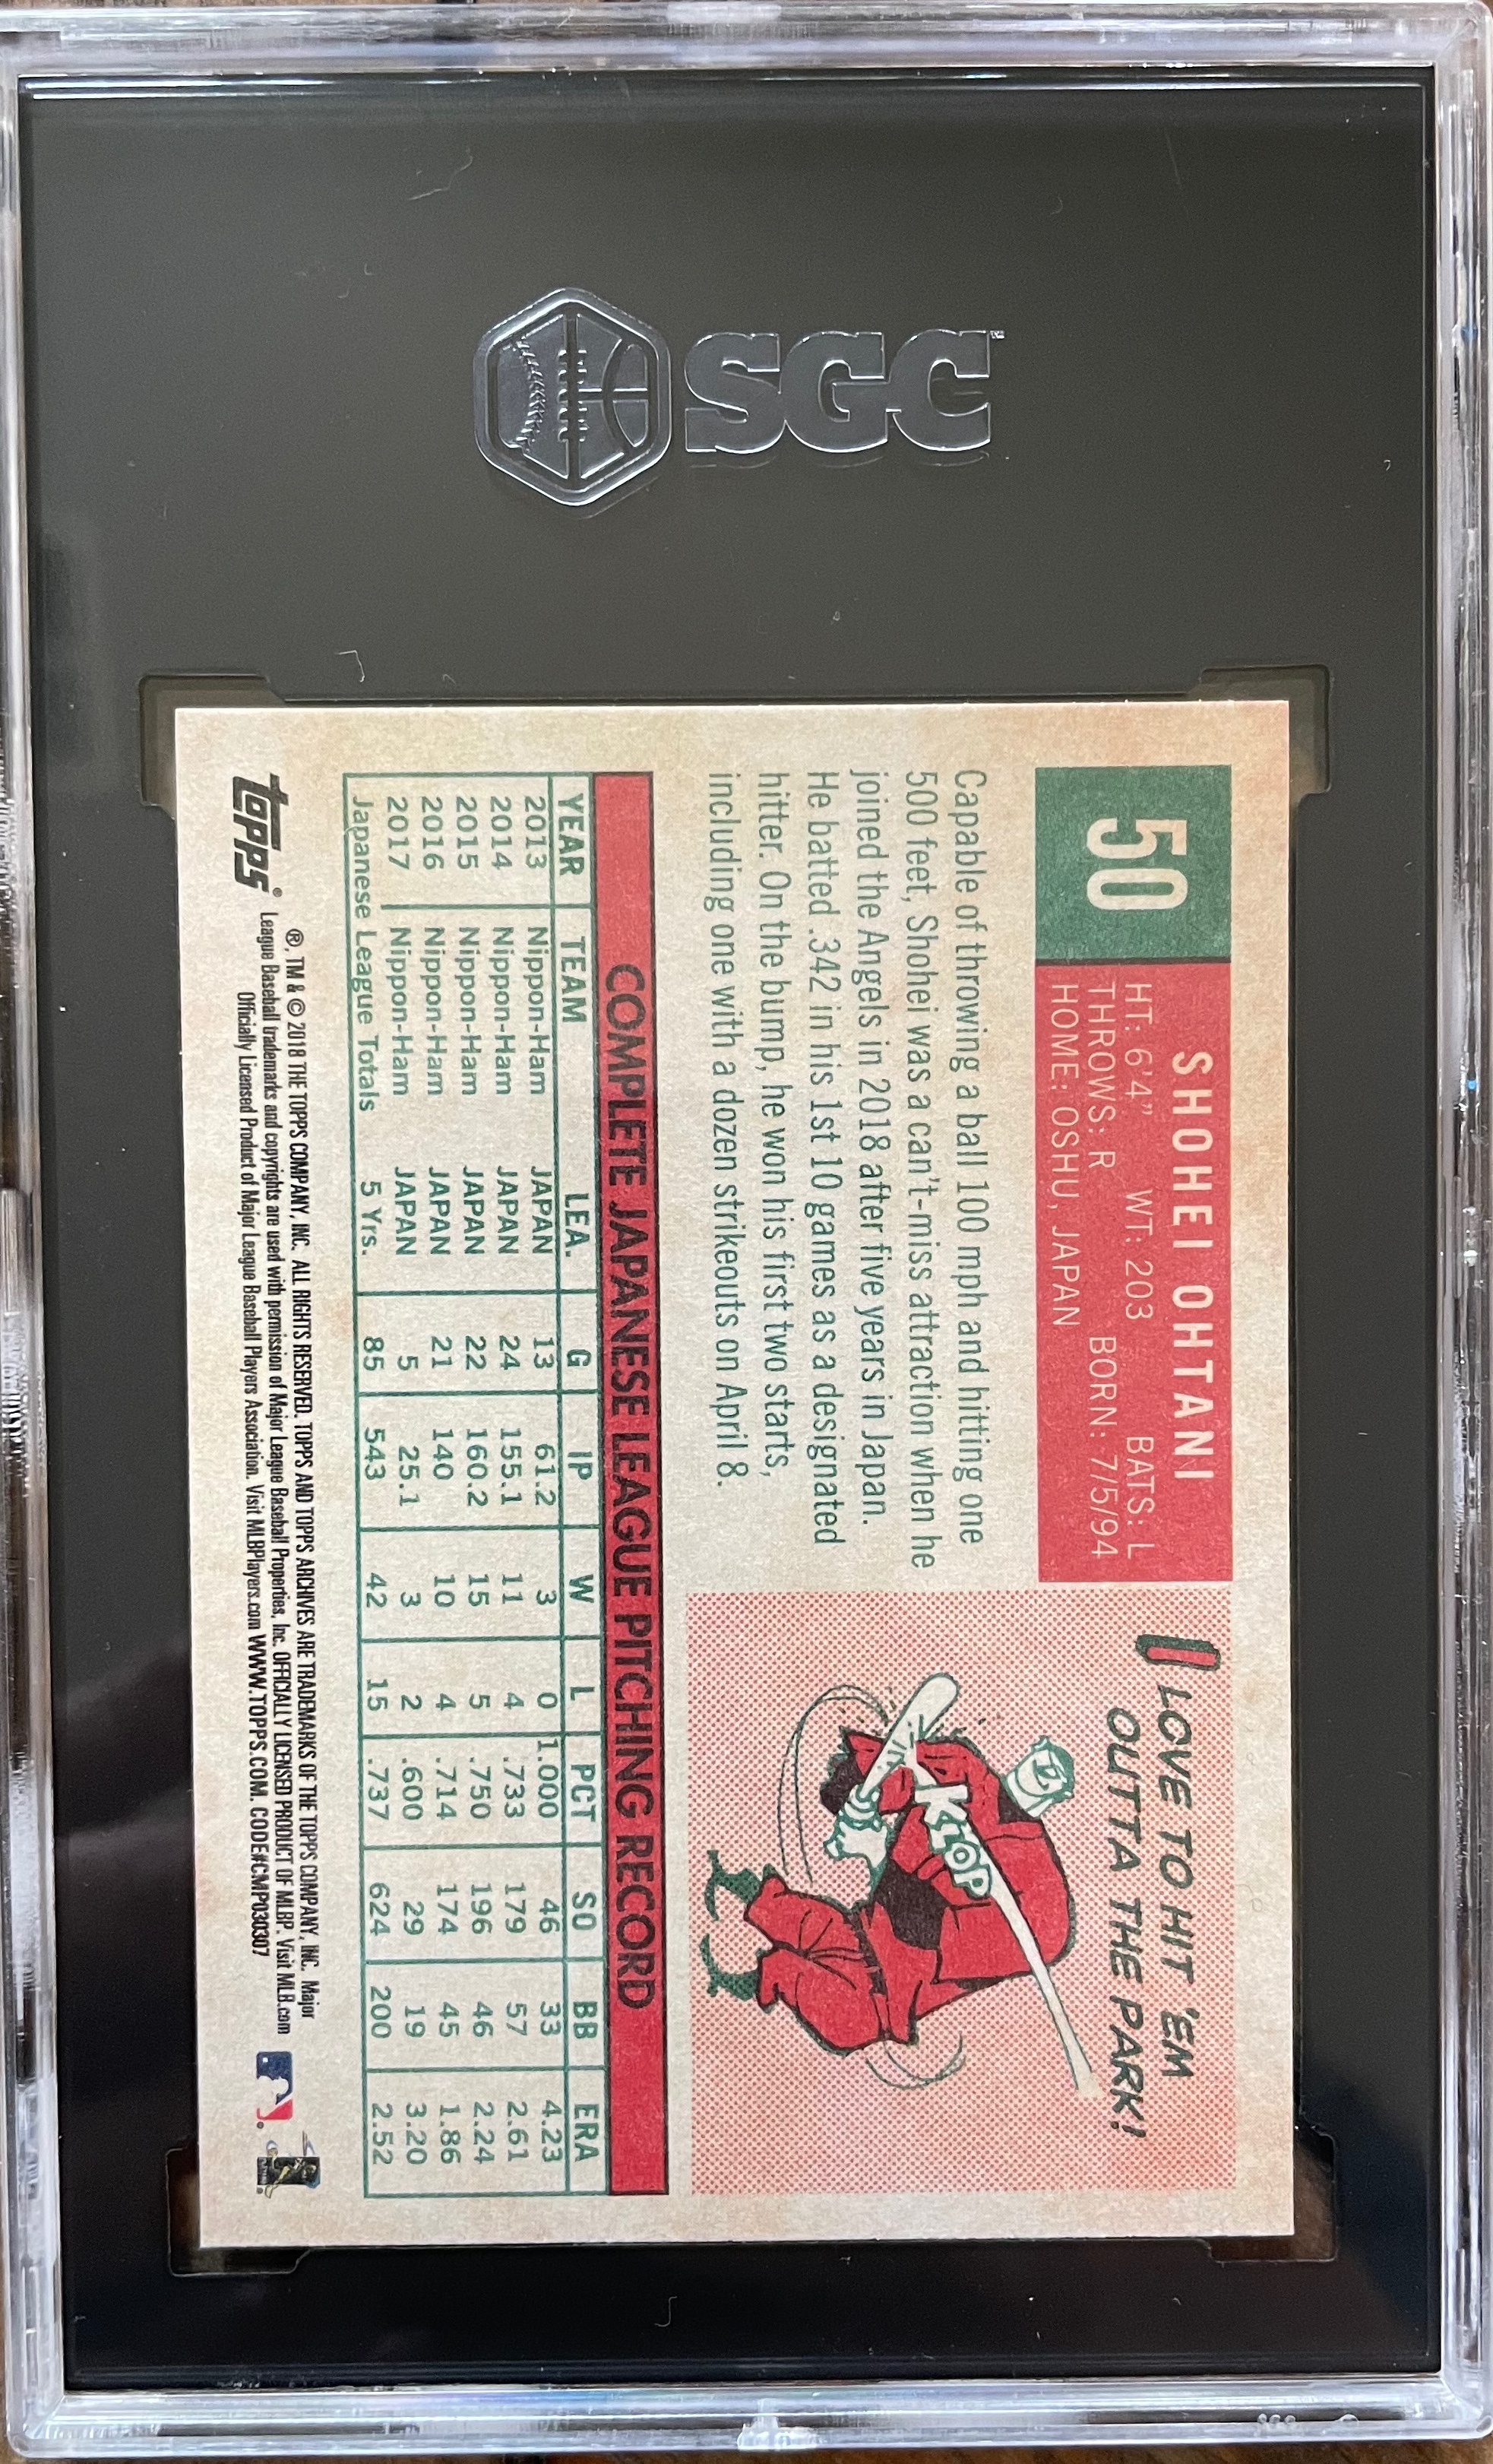 SGC
50
SHOHEI OHTANI
HT: 6'4" WT: 203 BATS: L
THROWS: R BORN: 7/5/94
HOME: OSHU, JAPAN
Capable of throwing a ball 100 mph and hitting one
500 feet, Shohei was a can't-miss attraction when he
joined the Angels in 2018 after five years in Japan.
He batted .342 in his 1st 10 games as a designated
hitter. On the bump, he won his first two starts,
including one with a dozen strikeouts on April 8.
I LOVE TO HIT 'EM
OUTTA THE PARK!
KLOP
COMPLETE JAPANESE LEAGUE PITCHING RECORD
YEAR TEAM LEA. G IP W L PCT SO BB ERA
2013 Nippon-Ham JAPAN 13 61.2 3 0 1.000 46 33 4.23
2014 Nippon-Ham JAPAN 24 155.1 11 4 .733 179 57 2.61
2015 Nippon-Ham JAPAN 22 160.2 15 5 .750 196 46 2.24
2016 Nippon-Ham JAPAN 21 140 10 4 .714 174 45 1.86
2017 Nippon-Ham JAPAN 5 25.1 3 2 .600 29 19 3.20
Japanese League Totals 5 Yrs. 85 543 42 15 .737 624 200 2.52
topps®
®, TM & © 2018 THE TOPPS COMPANY, INC. ALL RIGHTS RESERVED. TOPPS AND TOPPS ARCHIVES ARE TRADEMARKS OF THE TOPPS COMPANY, INC. Major
League Baseball trademarks and copyrights are used with permission of Major League Baseball Properties, Inc. OFFICIALLY LICENSED PRODUCT OF MLBP. Visit MLB.com
Officially Licensed Product of Major League Baseball Players Association. Visit MLBPlayers.com WWW.TOPPS.COM. CODE#CMP030307